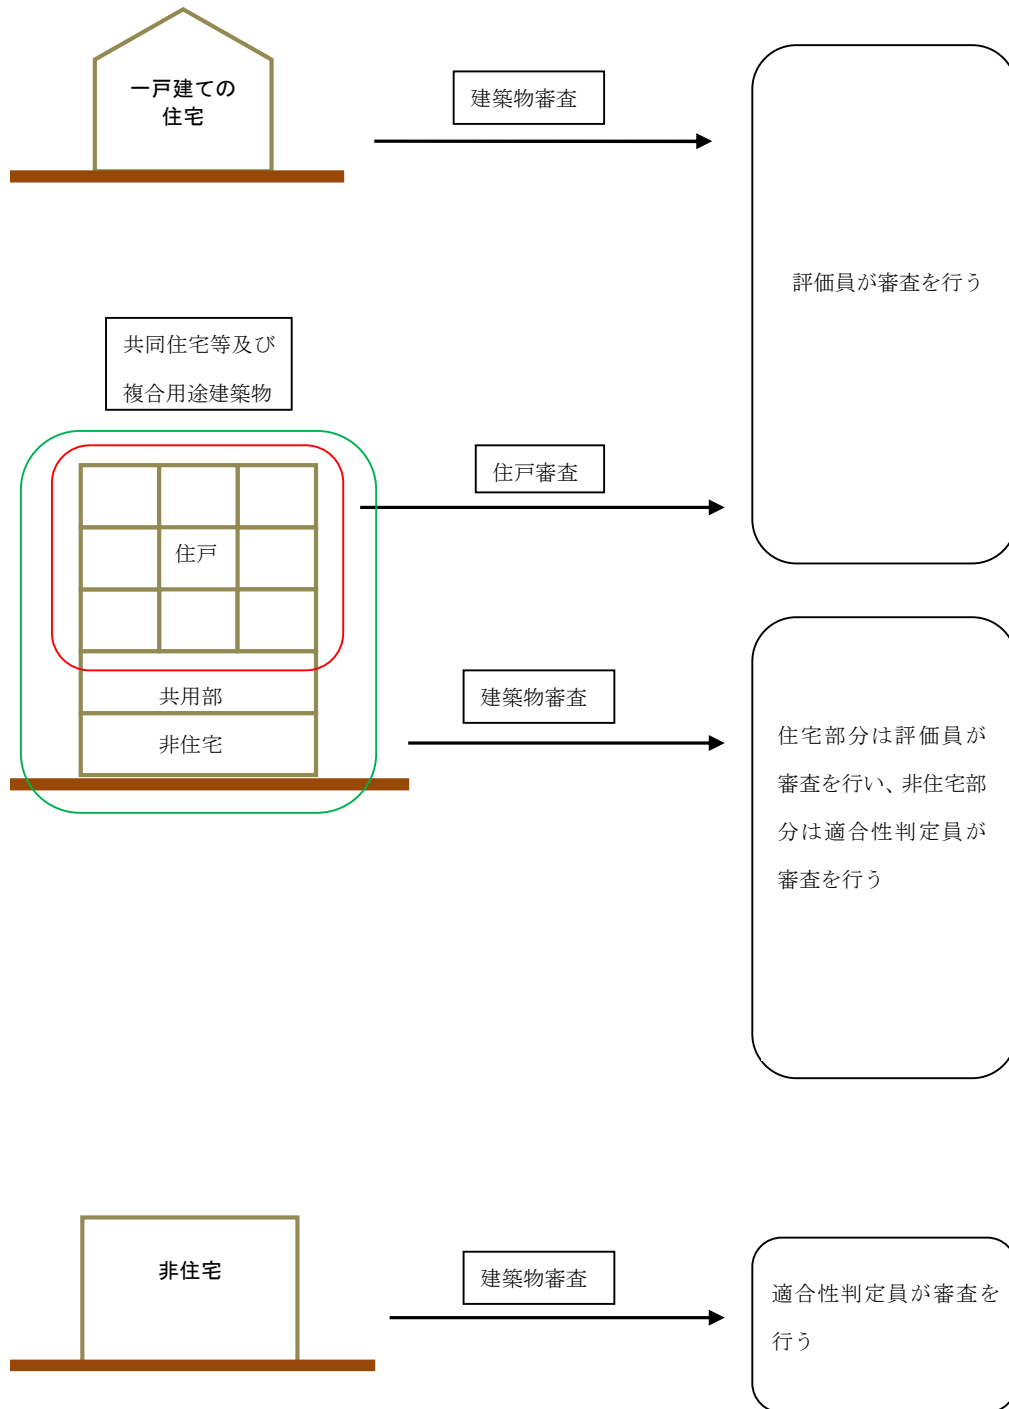 一戸建ての
住宅
建築物審査
評価員が審査を行う
共同住宅等及び
複合用途建築物
住戸審査
住戸
共用部
非住宅
建築物審査
住宅部分は評価員が
審査を行い、非住宅部
分は適合性判定員が
審査を行う
非住宅
建築物審査
適合性判定員が審査を
行う